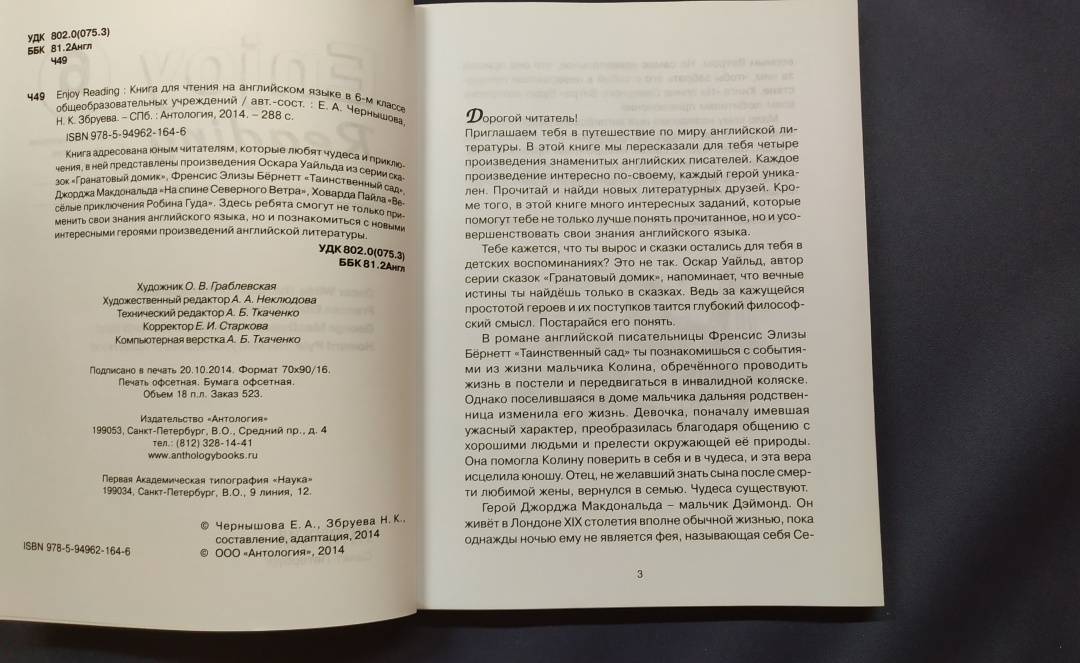 УДК 802.0(075.3)
ББК 81.2Англ
Ч49
Ч49 Enjoy Reading : Книга для чтения на английском языке в 6-м классе
общеобразовательных учреждений / авт.-сост. : Е. А. Чернышова,
Н. К. Збруева. – СПб. : Антология, 2014. – 288 с.
ISBN 978-5-94962-164-6
Книга адресована юным читателям, которые любят чудеса и приклю-
чения, в ней представлены произведения Оскара Уайльда из серии ска-
зок «Гранатовый домик», Френсис Элизы Бёрнетт «Таинственный сад»,
Джорджа Макдональда «На спине Северного Ветра», Ховарда Пайла «Ве-
сёлые приключения Робина Гуда». Здесь ребята смогут не только при-
менить свои знания английского языка, но и познакомиться с новыми
интересными героями произведений английской литературы.
УДК 802.0(075.3)
ББК 81.2Англ
Художник О. В. Граблевская
Художественный редактор А. А. Неклюдова
Технический редактор А. Б. Ткаченко
Корректор Е. И. Старкова
Компьютерная верстка А. Б. Ткаченко
Подписано в печать 20.10.2014. Формат 70х90/16.
Печать офсетная. Бумага офсетная.
Объем 18 п.л. Заказ 523.
Издательство «Антология»
199053, Санкт-Петербург, В.О., Средний пр., д. 4
тел.: (812) 328-14-41
www.anthologybooks.ru
Первая Академическая типография «Наука»
199034, Санкт-Петербург, В.О., 9 линия, 12.
© Чернышова Е. А., Збруева Н. К.,
составление, адаптация, 2014
© ООО «Антология», 2014
ISBN 978-5-94962-164-6
Дорогой читатель!
Приглашаем тебя в путешествие по миру английской ли-
тературы. В этой книге мы пересказали для тебя четыре
произведения знаменитых английских писателей. Каждое
произведение интересно по-своему, каждый герой уника-
лен. Прочитай и найди новых литературных друзей. Кро-
ме того, в этой книге много интересных заданий, которые
помогут тебе не только лучше понять прочитанное, но и усо-
вершенствовать свои знания английского языка.
Тебе кажется, что ты вырос и сказки остались для тебя в
детских воспоминаниях? Это не так. Оскар Уайльд, автор
серии сказок «Гранатовый домик», напоминает, что вечные
истины ты найдёшь только в сказках. Ведь за кажущейся
простотой героев и их поступков таится глубокий философ-
ский смысл. Постарайся его понять.
В романе английской писательницы Френсис Элизы
Бёрнетт «Таинственный сад» ты познакомишься с события-
ми из жизни мальчика Колина, обречённого проводить
жизнь в постели и передвигаться в инвалидной коляске.
Однако поселившаяся в доме мальчика дальняя родствен-
ница изменила его жизнь. Девочка, поначалу имевшая
ужасный характер, преобразилась благодаря общению с
хорошими людьми и прелести окружающей её природы.
Она помогла Колину поверить в себя и в чудеса, и эта вера
исцелила юношу. Отец, не желавший знать сына после смер-
ти любимой жены, вернулся в семью. Чудеса существуют.
Герой Джорджа Макдональда – мальчик Дэймонд. Он
живёт в Лондоне XIX столетия вполне обычной жизнью, пока
однажды ночью ему не является фея, называющая себя Се-
3